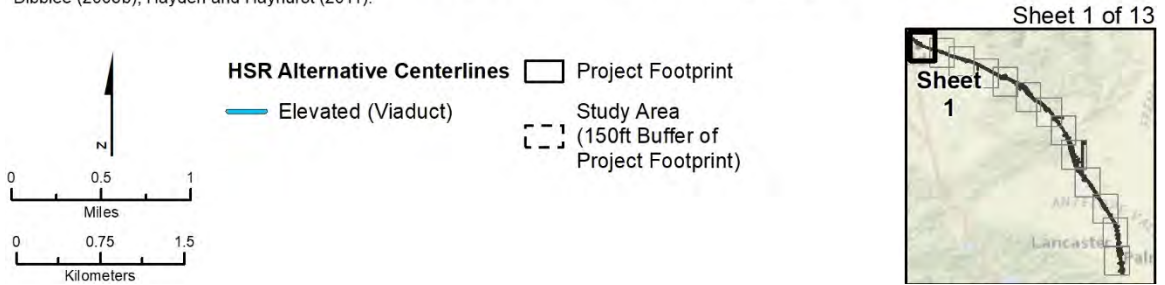 Dibblee (2008b), Hayden and Hayhurst (2011).
Sheet 1 of 13
N
0 0.5 1
Miles
0 0.75 1.5
Kilometers
HSR Alternative Centerlines
Elevated (Viaduct)
Project Footprint
Study Area
(150ft Buffer of
Project Footprint)
Sheet
1
Lancaster